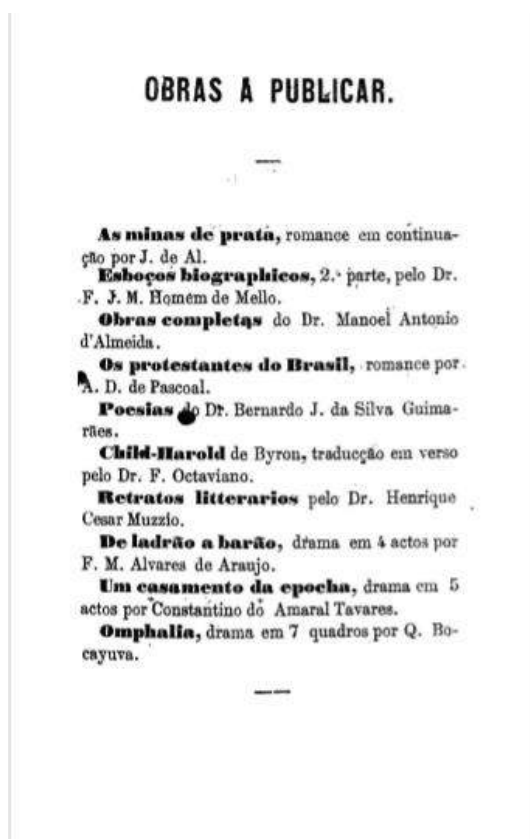 OBRAS A PUBLICAR.
As minas de prata, romance em continua-
ção por J. de Al.
Esboços biographicos, 2.ª parte, pelo Dr.
F. J. M. Homem de Mello.
Obras completas do Dr. Manoel Antonio
d'Almeida.
Os protestantes do Brasil, romance por
A. D. de Pascoal.
Poesias do Dr. Bernardo J. da Silva Guima-
rães.
Child-Harold de Byron, traducção em verso
pelo Dr. F. Octaviano.
Retratos litterarios pelo Dr. Henrique
Cesar Muzzio.
De ladrão a barão, drama em 4 actos por
F. M. Alvares de Araujo.
Um casamento da epocha, drama em 5
actos por Constantino do Amaral Tavares.
Omphalia, drama em 7 quadros por Q. Bo-
cayuva.